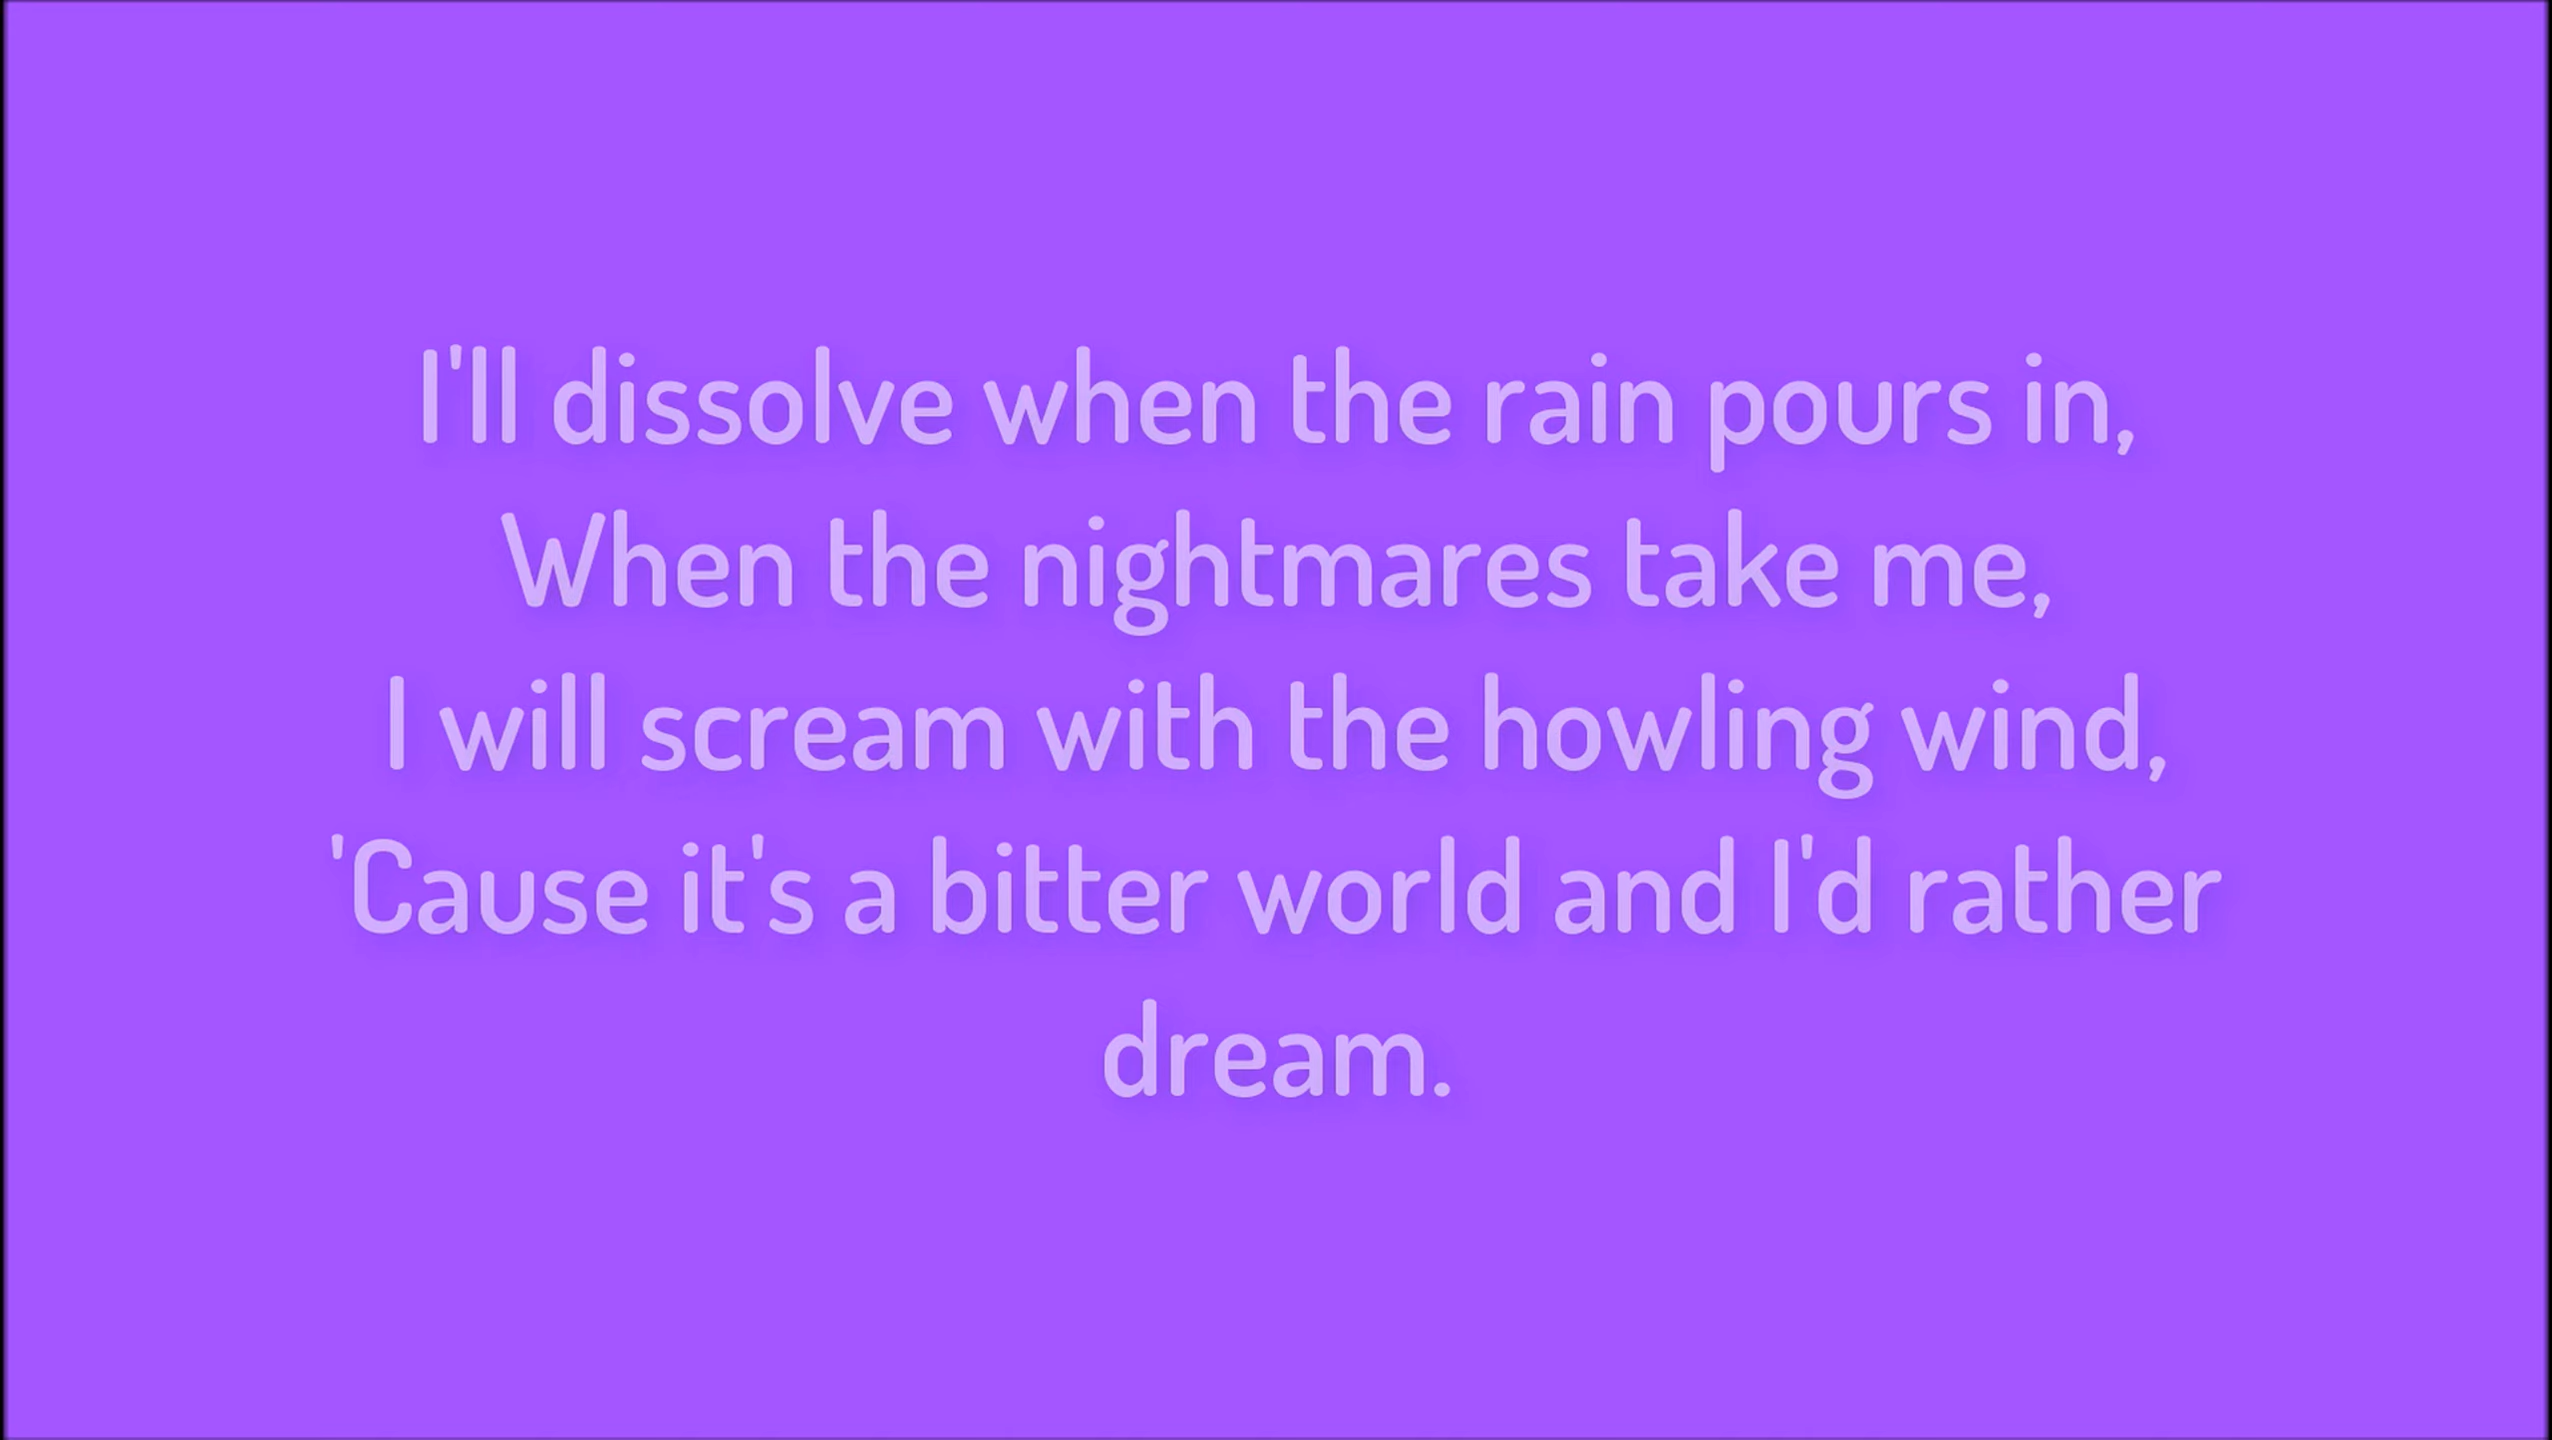 I'll dissolve when the rain pours in,
When the nightmares take me,
I will scream with the howling wind,
'Cause it's a bitter world and I'd rather
dream.